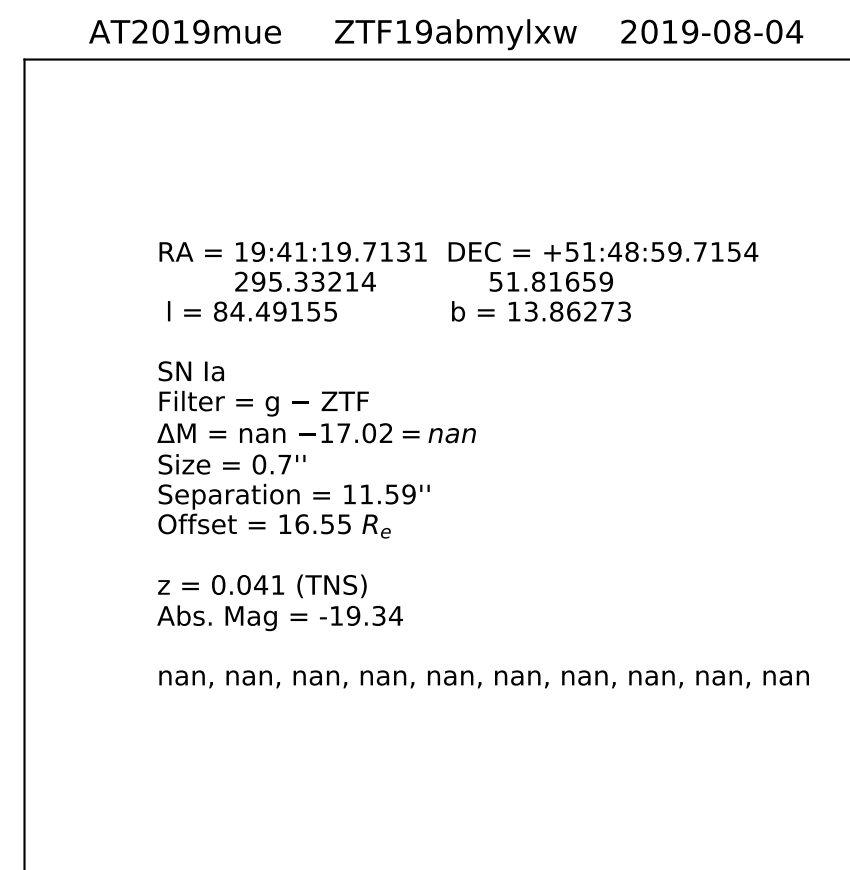 AT2019mue ZTF19abmylxw 2019-08-04
RA = 19:41:19.7131 DEC = +51:48:59.7154
295.33214 51.81659
l = 84.49155 b = 13.86273
SN Ia
Filter = g − ZTF
ΔM = nan −17.02 = nan
Size = 0.7''
Separation = 11.59''
Offset = 16.55 Rₑ
z = 0.041 (TNS)
Abs. Mag = -19.34
nan, nan, nan, nan, nan, nan, nan, nan, nan, nan